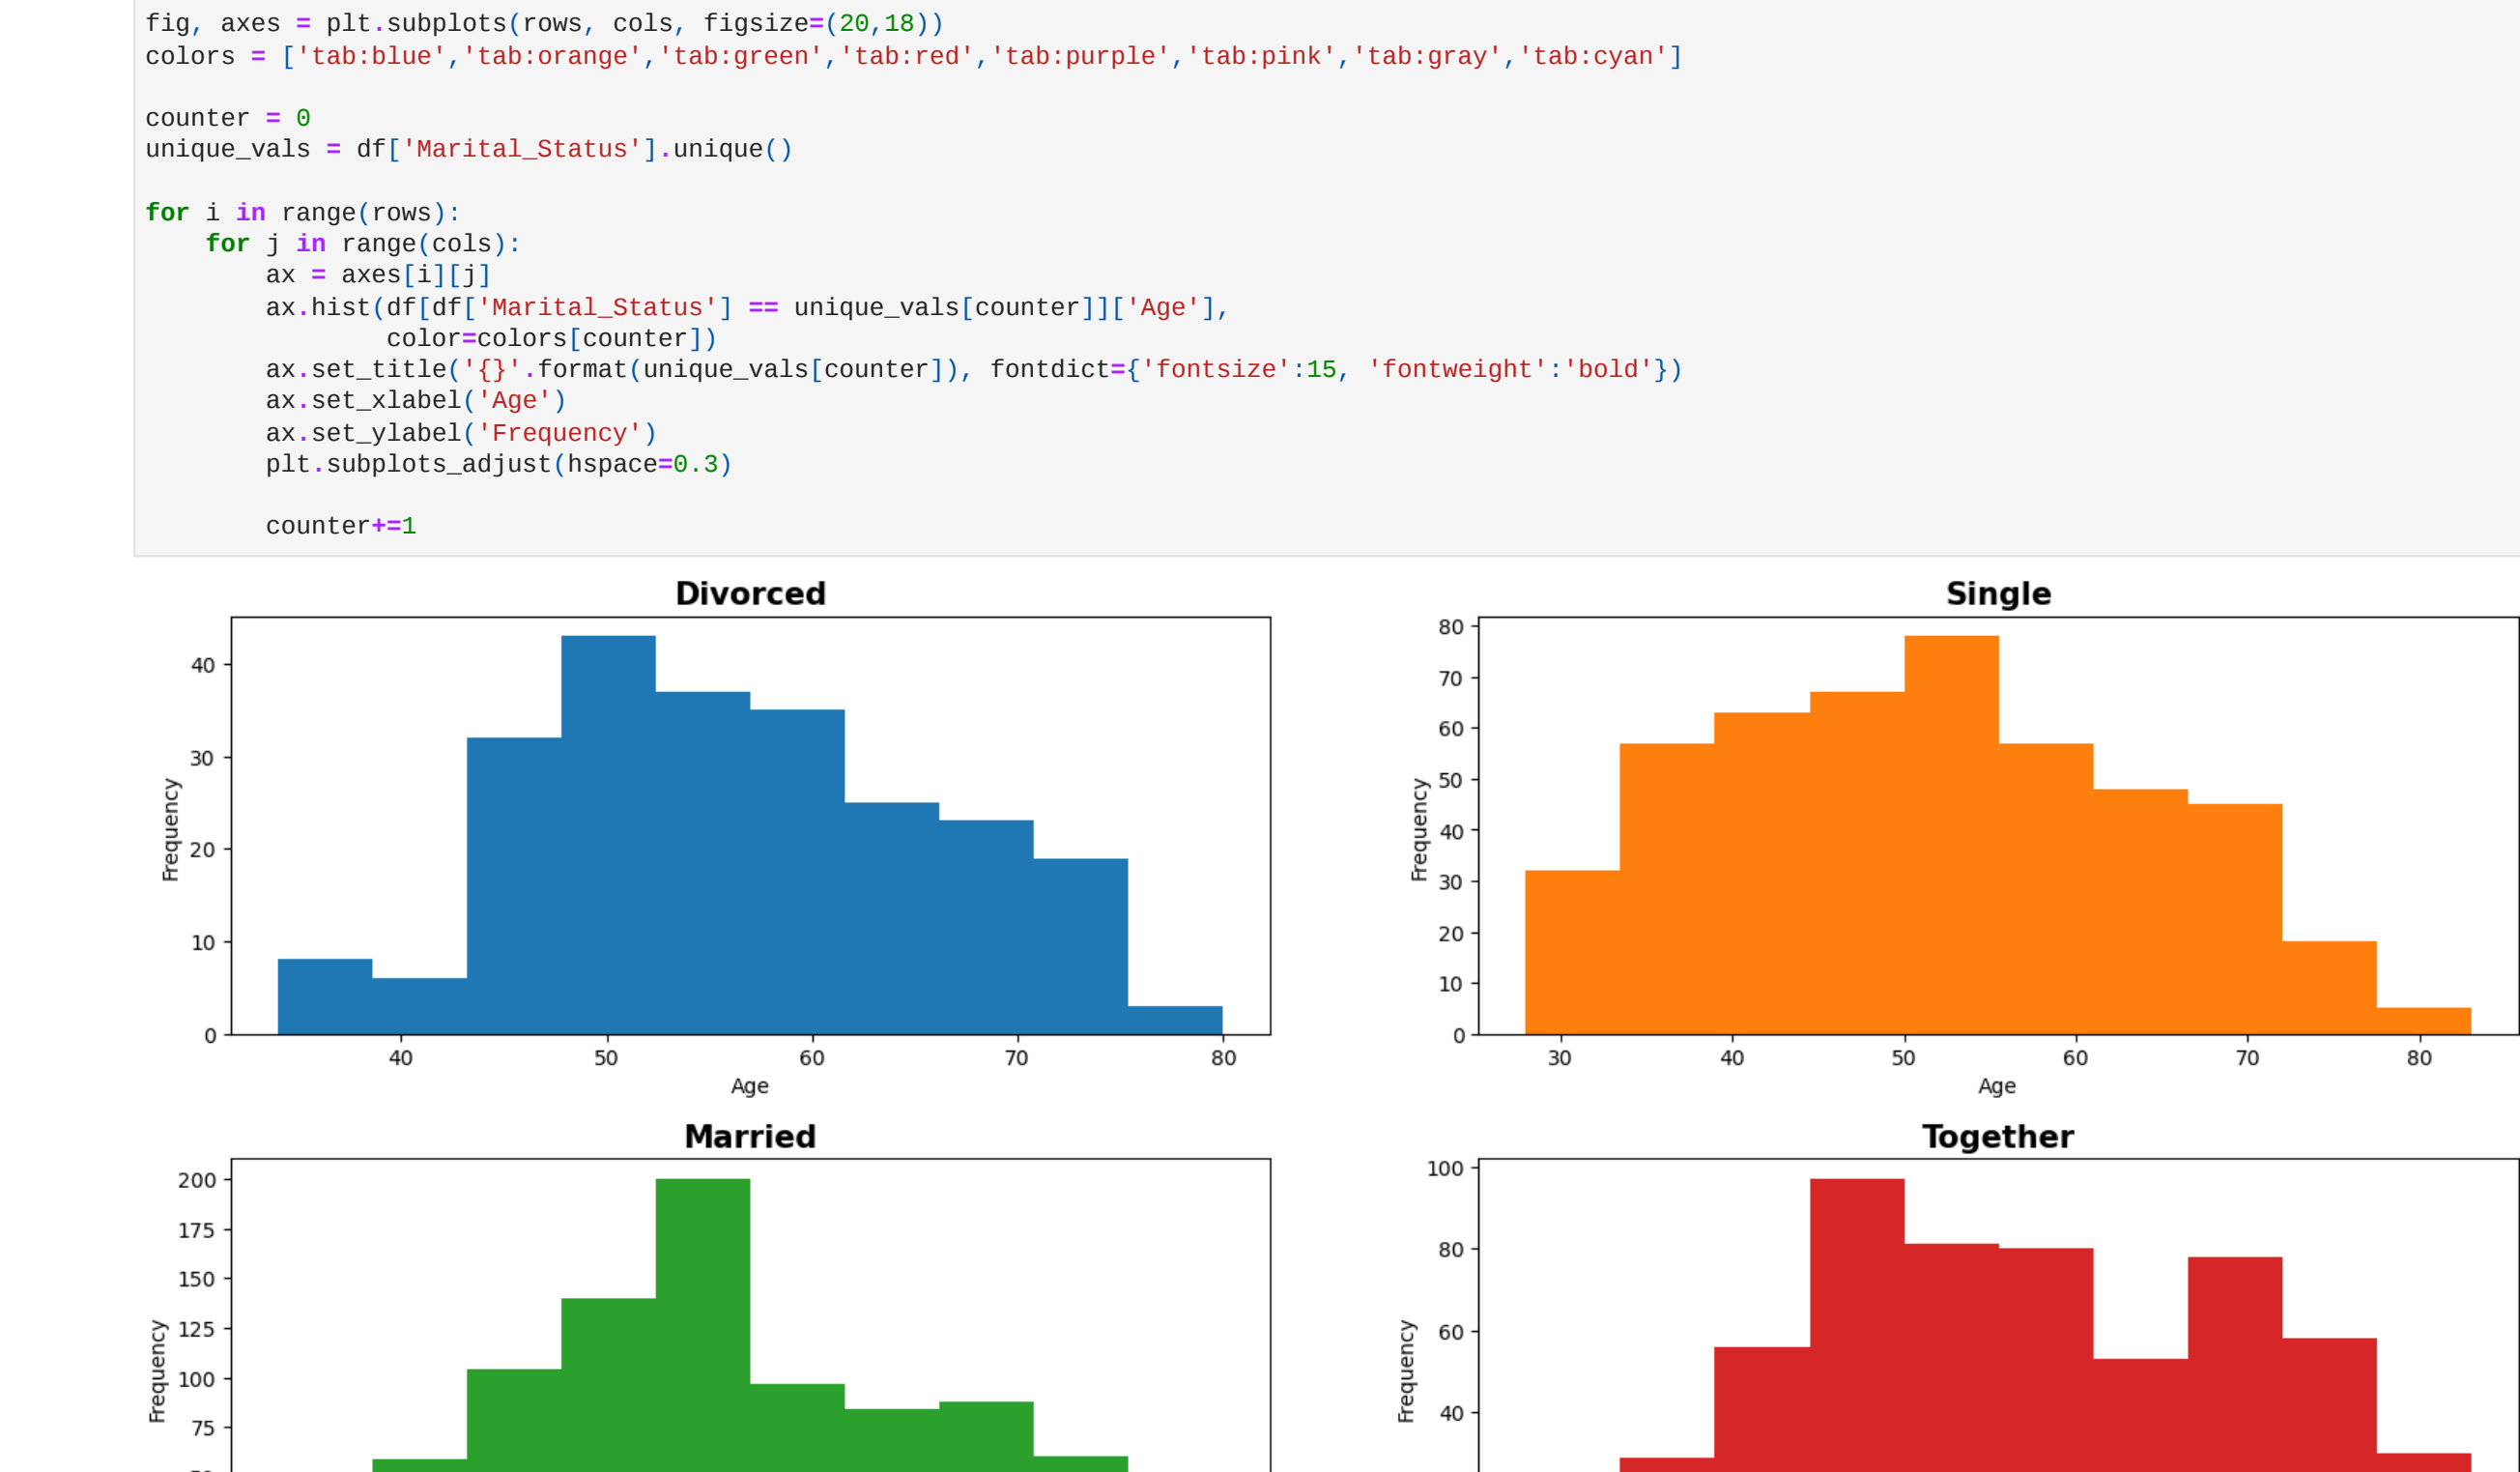 fig, axes = plt.subplots(rows, cols, figsize=(20,18))
colors = ['tab:blue','tab:orange','tab:green','tab:red','tab:purple','tab:pink','tab:gray','tab:cyan']
counter = 0
unique_vals = df['Marital_Status'].unique()
for i in range(rows):
    for j in range(cols):
        ax = axes[i][j]
        ax.hist(df[df['Marital_Status'] == unique_vals[counter]]['Age'],
                color=colors[counter])
        ax.set_title('{}'.format(unique_vals[counter]), fontdict={'fontsize':15, 'fontweight':'bold'})
        ax.set_xlabel('Age')
        ax.set_ylabel('Frequency')
        plt.subplots_adjust(hspace=0.3)
        counter+=1
Divorced
40
30
20
10
0
Frequency
40 50 60 70 80
Age
Single
80
70
60
50
40
30
20
10
0
Frequency
30 40 50 60 70 80
Age
Married
200
175
150
125
100
75
Frequency
Together
100
80
60
40
Frequency